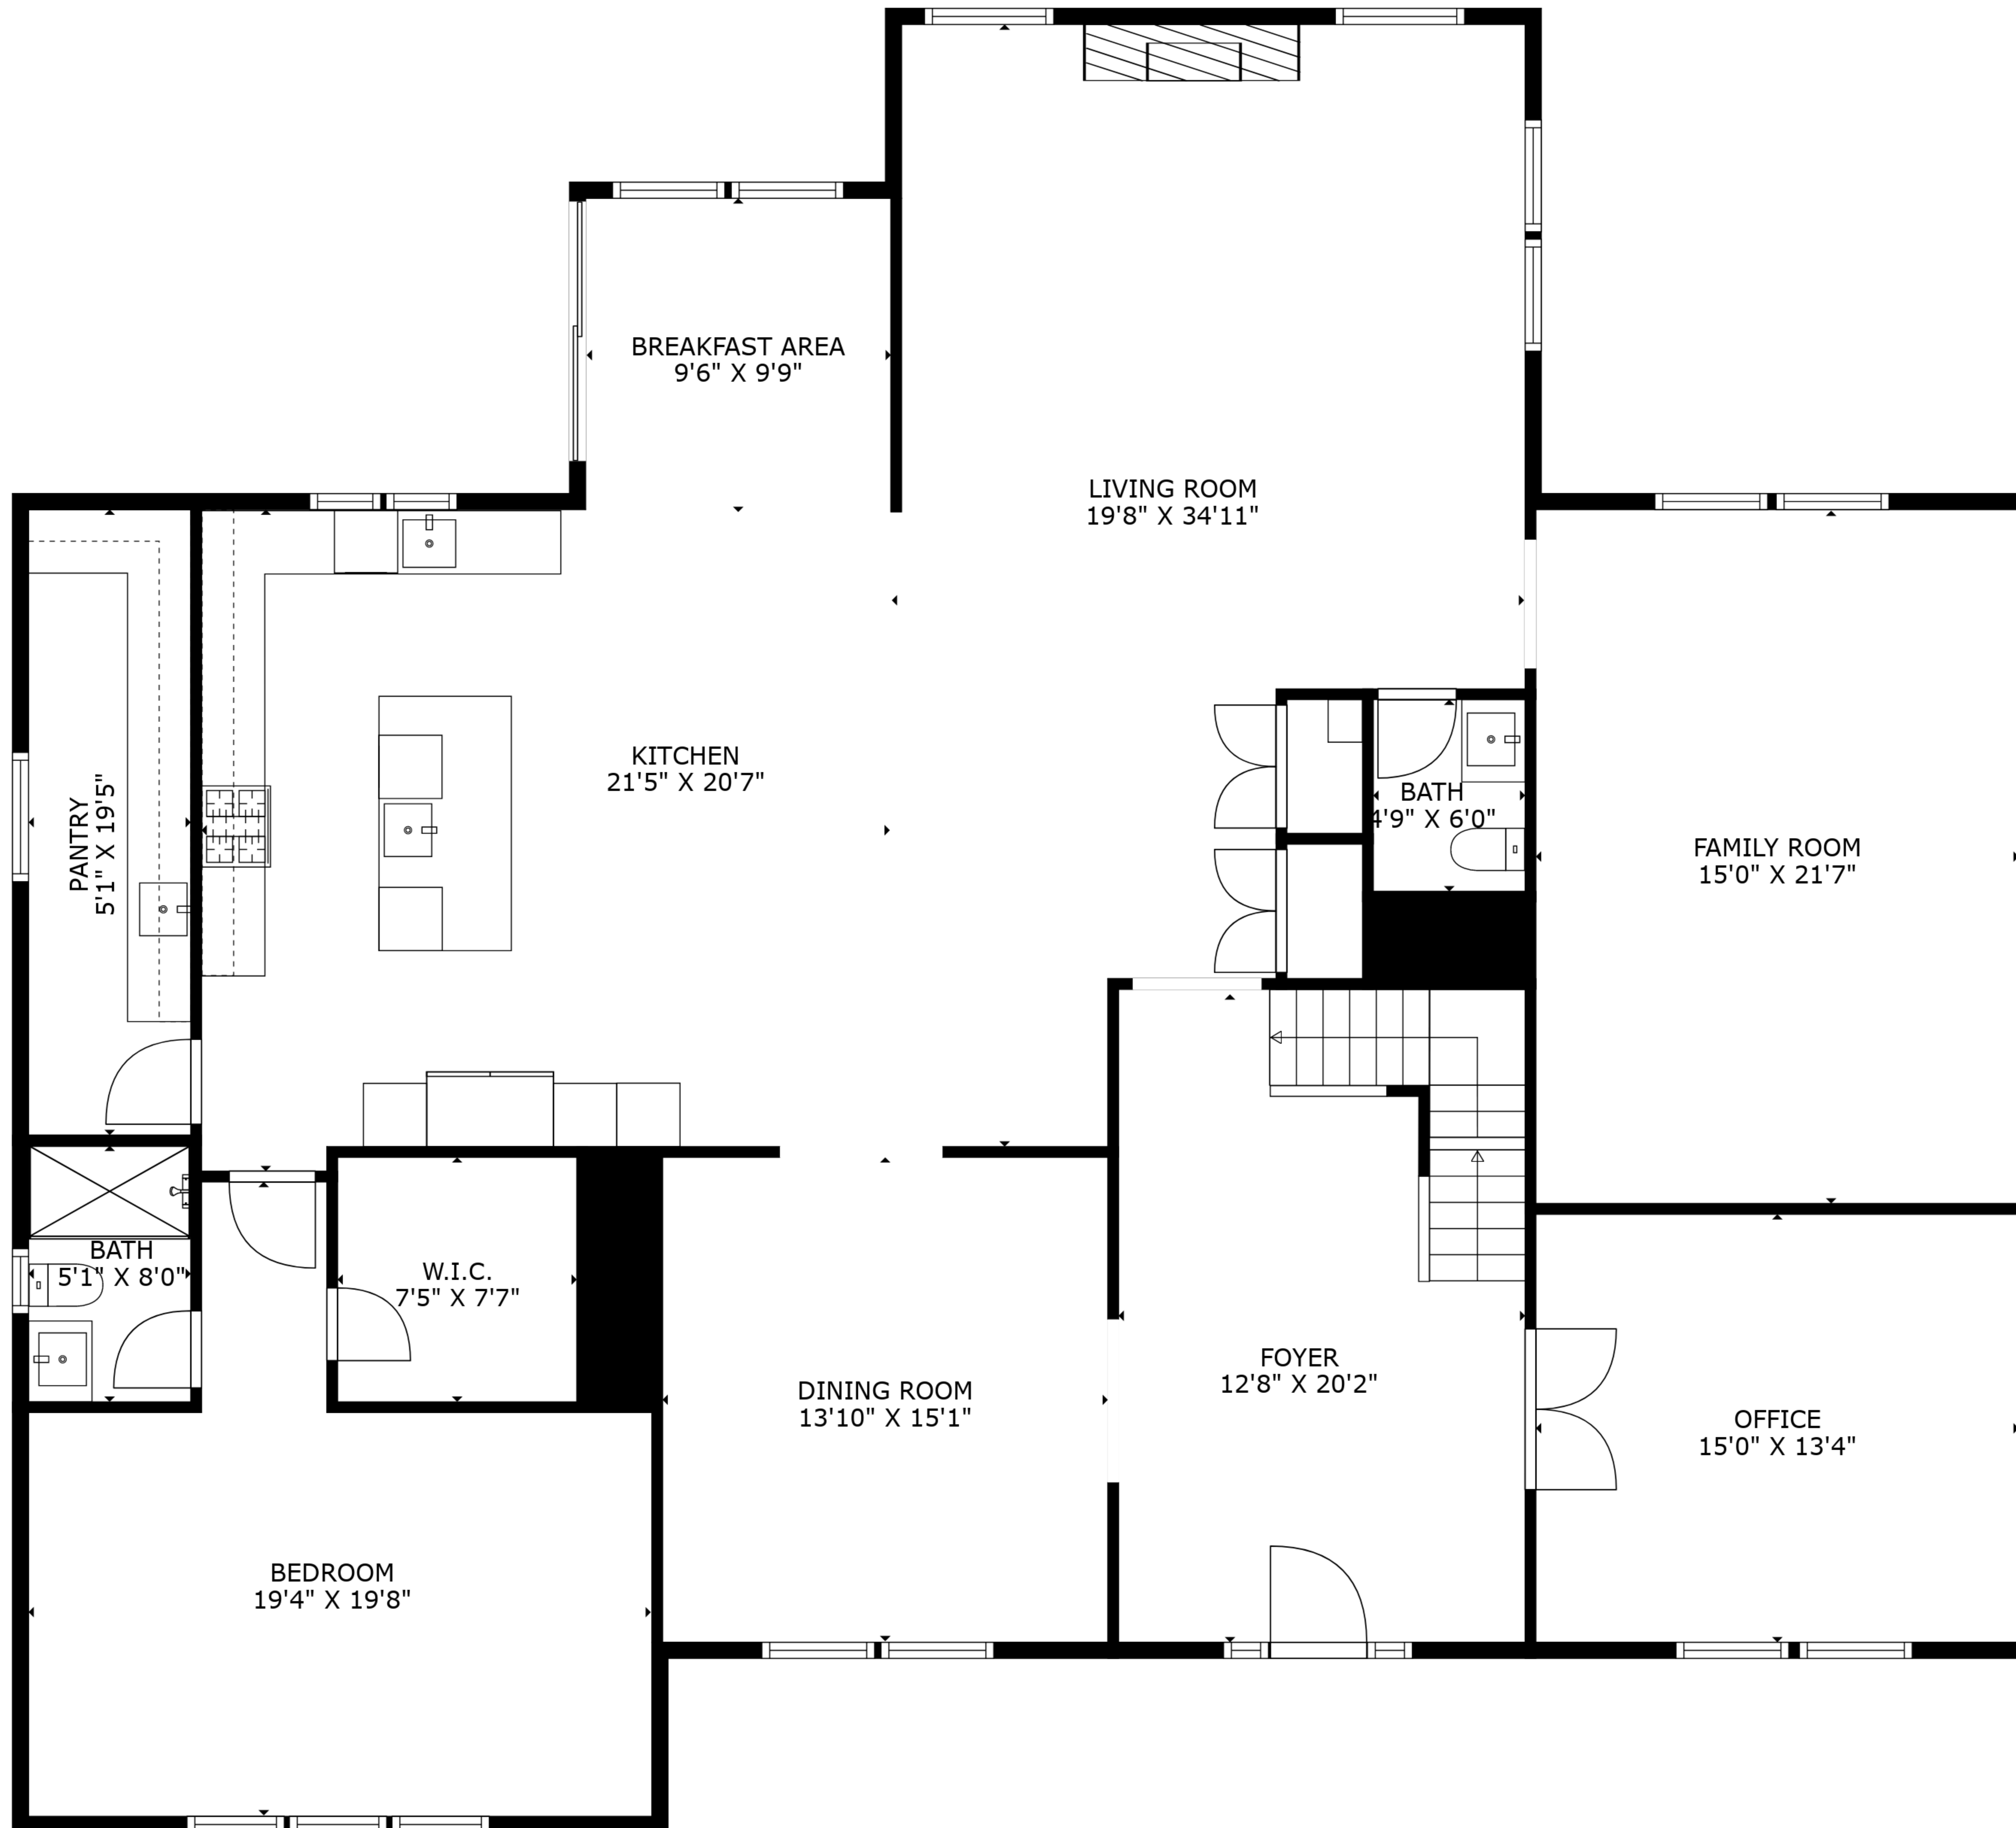 BREAKFAST AREA
9'6" X 9'9"
LIVING ROOM
19'8" X 34'11"
KITCHEN
21'5" X 20'7"
PANTRY
5'1" X 19'5"
BATH
4'9" X 6'0"
FAMILY ROOM
15'0" X 21'7"
BATH
5'1" X 8'0"
W.I.C.
7'5" X 7'7"
DINING ROOM
13'10" X 15'1"
FOYER
12'8" X 20'2"
OFFICE
15'0" X 13'4"
BEDROOM
19'4" X 19'8"